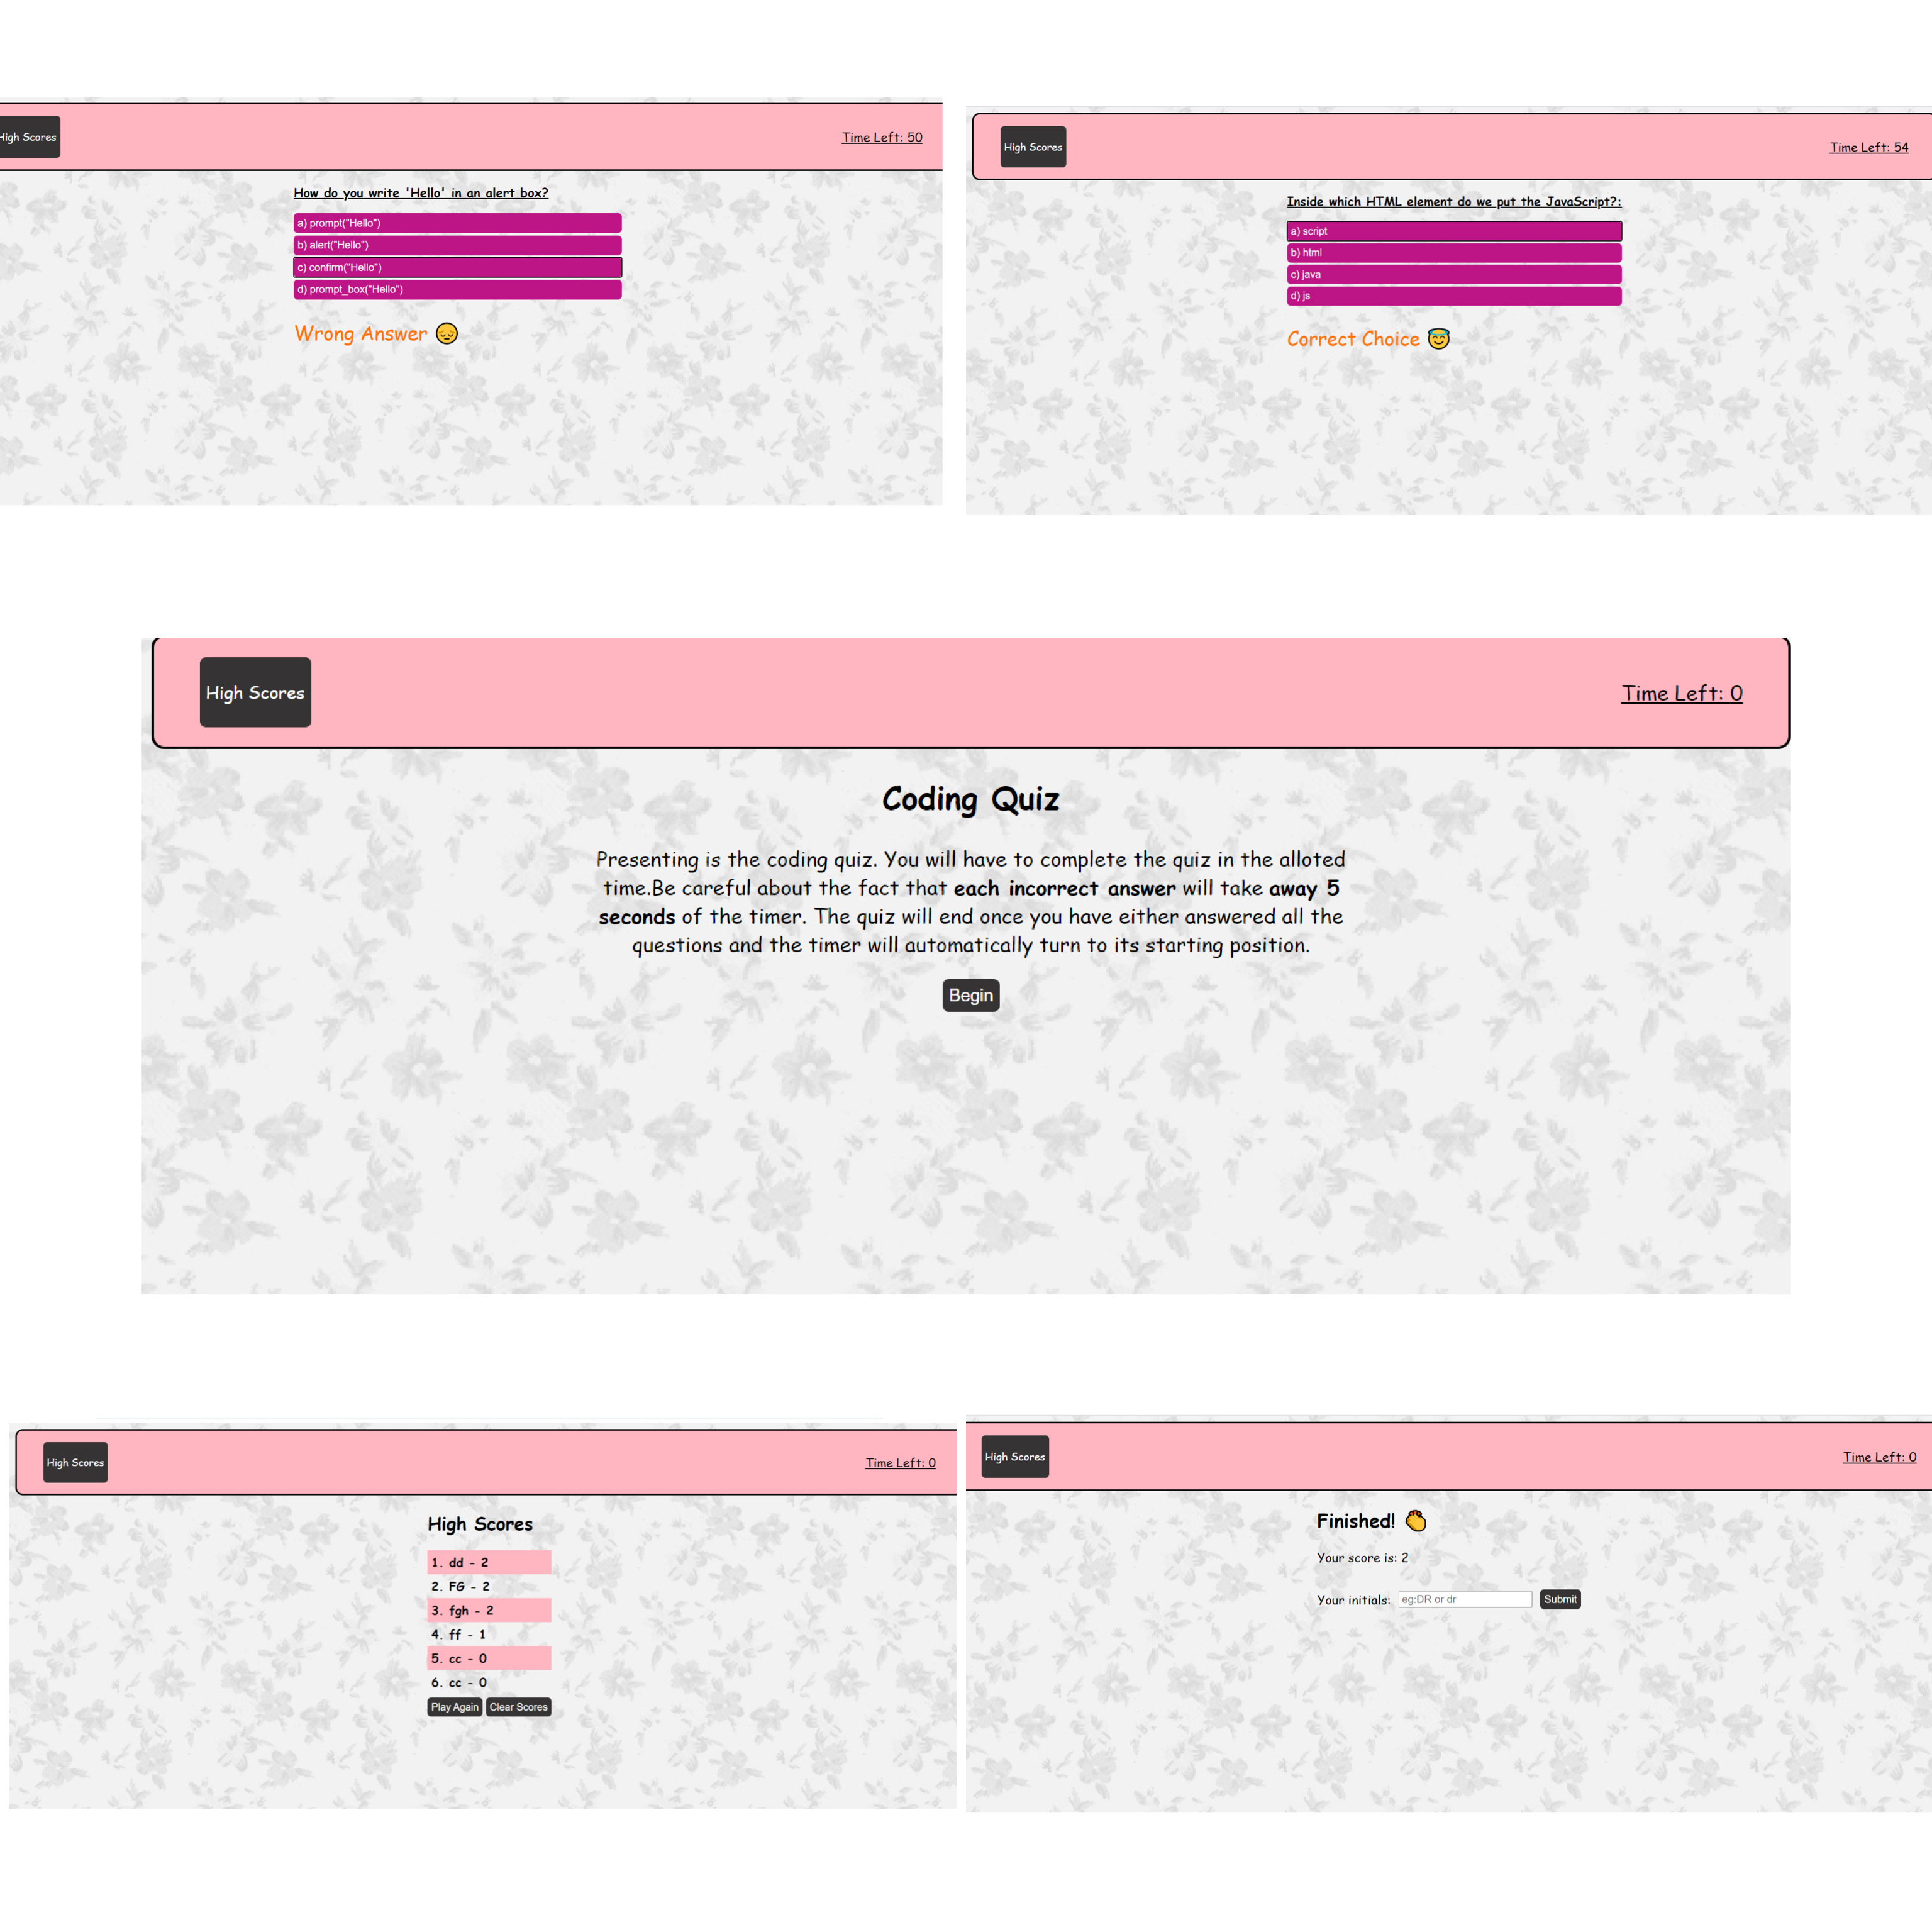 High Scores
Time Left: 50
How do you write 'Hello' in an alert box?
a) prompt("Hello")
b) alert("Hello")
c) confirm("Hello")
d) prompt_box("Hello")
Wrong Answer 😞
High Scores
Time Left: 54
Inside which HTML element do we put the JavaScript?:
a) script
b) html
c) java
d) js
Correct Choice 😇
High Scores
Time Left: 0
Coding Quiz
Presenting is the coding quiz. You will have to complete the quiz in the alloted
time.Be careful about the fact that each incorrect answer will take away 5
seconds of the timer. The quiz will end once you have either answered all the
questions and the timer will automatically turn to its starting position.
Begin
High Scores
Time Left: 0
High Scores
1. dd - 2
2. FG - 2
3. fgh - 2
4. ff - 1
5. cc - 0
6. cc - 0
Play Again Clear Scores
High Scores
Time Left: 0
Finished! 👏
Your score is: 2
Your initials: eg:DR or dr Submit